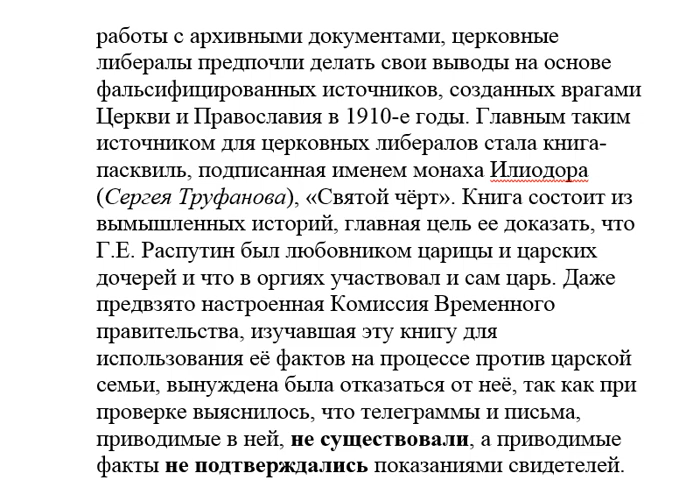 работы с архивными документами, церковные
либералы предпочли делать свои выводы на основе
фальсифицированных источников, созданных врагами
Церкви и Православия в 1910-е годы. Главным таким
источником для церковных либералов стала книга-
пасквиль, подписанная именем монаха Илиодора
(Сергея Труфанова), «Святой чёрт». Книга состоит из
вымышленных историй, главная цель ее доказать, что
Г.Е. Распутин был любовником царицы и царских
дочерей и что в оргиях участвовал и сам царь. Даже
предвзято настроенная Комиссия Временного
правительства, изучавшая эту книгу для
использования её фактов на процессе против царской
семьи, вынуждена была отказаться от неё, так как при
проверке выяснилось, что телеграммы и письма,
приводимые в ней, не существовали, а приводимые
факты не подтверждались показаниями свидетелей.